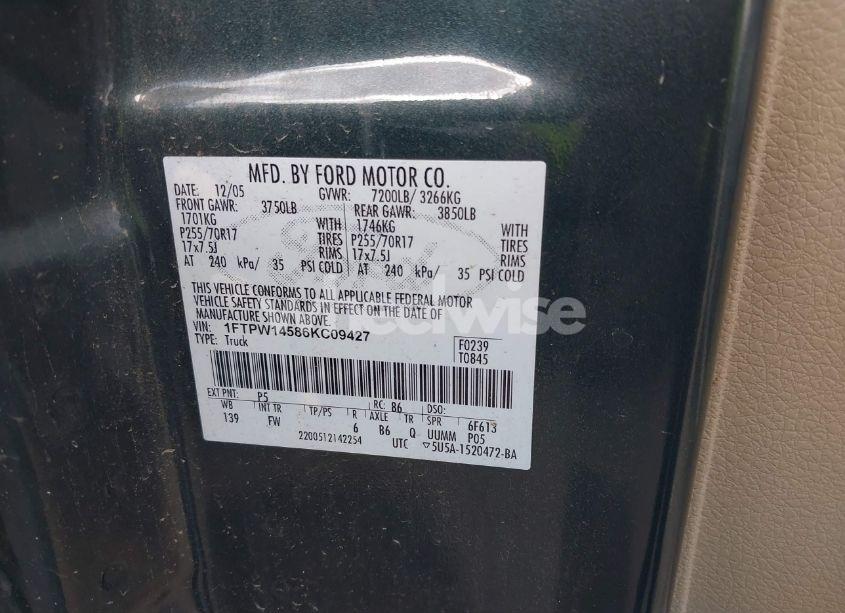 MFD. BY FORD MOTOR CO.
DATE: 12/05 GVWR: 7200LB/ 3266KG
FRONT GAWR: 3750LB REAR GAWR: 3850LB
1701KG WITH 1746KG WITH
P255/70R17 TIRES P255/70R17 TIRES
17x7.5J RIMS 17x7.5J RIMS
AT 240 kPa/ 35 PSI COLD AT 240 kPa/ 35 PSI COLD
THIS VEHICLE CONFORMS TO ALL APPLICABLE FEDERAL MOTOR
VEHICLE SAFETY STANDARDS IN EFFECT ON THE DATE OF
MANUFACTURE SHOWN ABOVE.
VIN: 1FTPW14586KC09427
TYPE: Truck
F0239
T0845
EXT PNT: P5 RC: B6 DSO:
WB INT TR TP/PS R AXLE TR SPR 6F613
139 FW 6 B6 Q UUMM P05
2200512142254 UTC ▽5U5A-1520472-BA